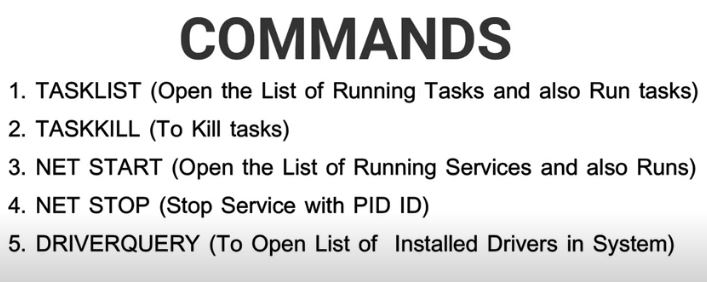 COMMANDS
1. TASKLIST (Open the List of Running Tasks and also Run tasks)
2. TASKKILL (To Kill tasks)
3. NET START (Open the List of Running Services and also Runs)
4. NET STOP (Stop Service with PID ID)
5. DRIVERQUERY (To Open List of  Installed Drivers in System)